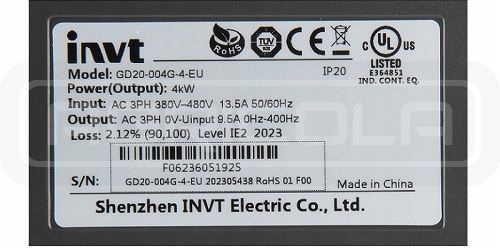 invt
RoHS
TÜV
CE
UL
LISTED
E364851
IND. CONT. EQ.
Model: GD20-004G-4-EU
IP20
Power(Output): 4kW
Input: AC 3PH 380V–480V 13.5A 50/60Hz
Output: AC 3PH 0V-Uinput 9.5A 0Hz-400Hz
Loss: 2.12% (90,100) Level IE2 2023
F06236051925
S/N:
GD20-004G-4-EU 202305438 RoHS 01 F00
Made in China
Shenzhen INVT Electric Co., Ltd.